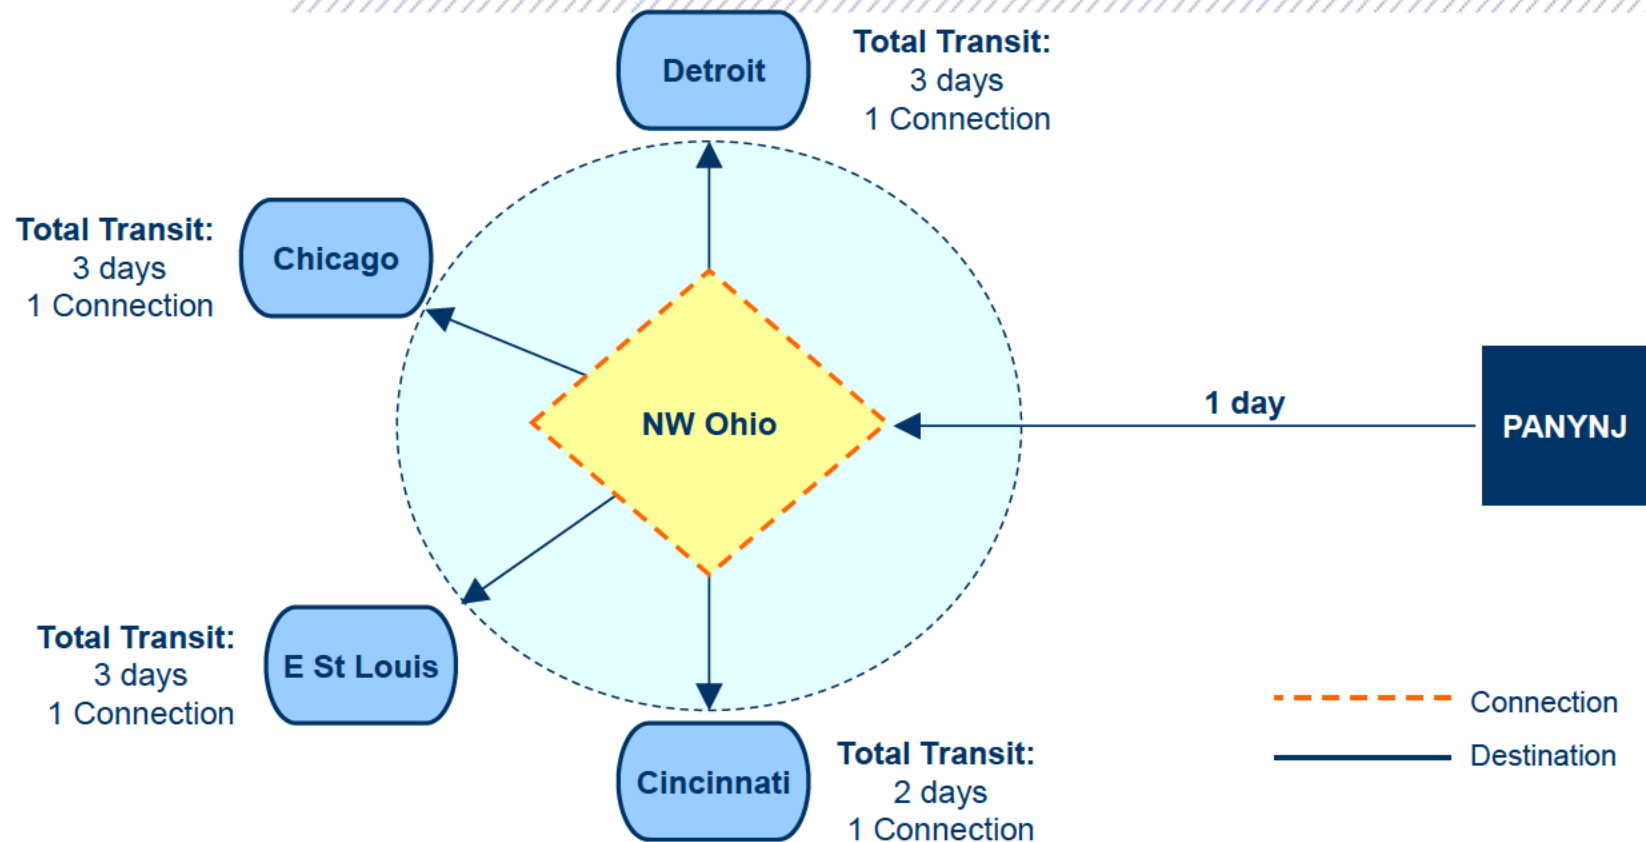 Detroit
Total Transit:
3 days
1 Connection
Total Transit:
3 days
1 Connection
Chicago
NW Ohio
1 day
PANYNJ
Total Transit:
3 days
1 Connection
E St Louis
Cincinnati
Total Transit:
2 days
1 Connection
Connection
Destination